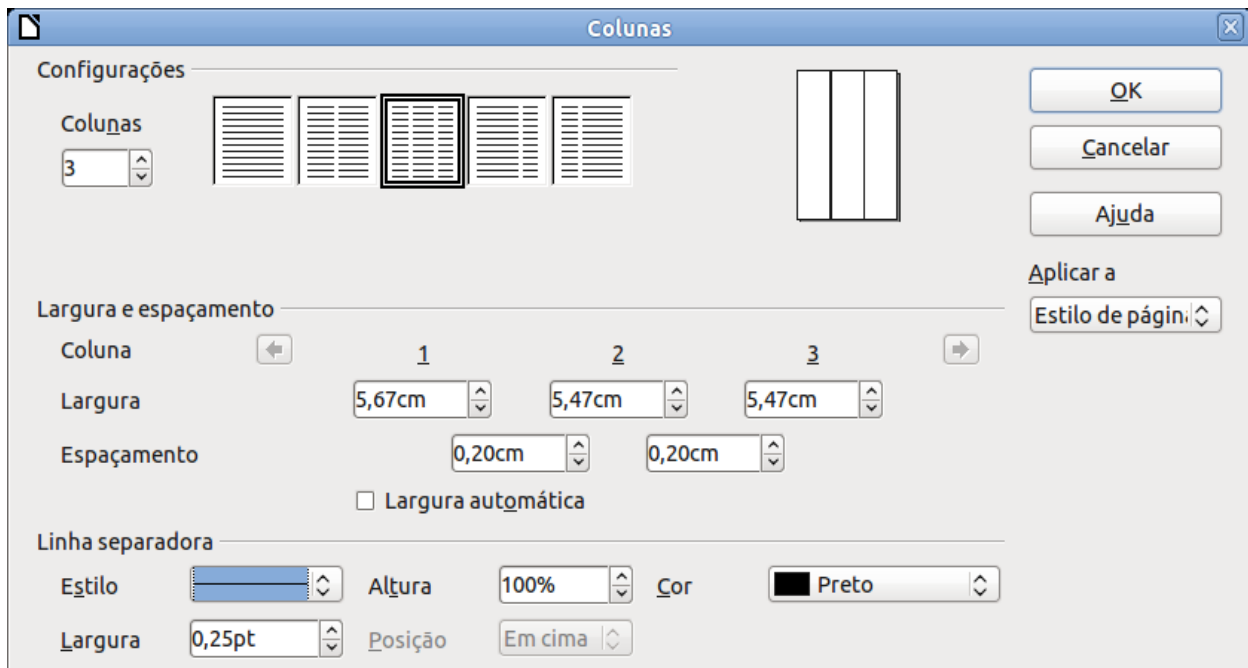 Colunas
Configurações
OK
Colunas
Cancelar
3
Ajuda
Aplicar a
Largura e espaçamento
Estilo de página
Coluna 1 2 3
Largura 5,67cm 5,47cm 5,47cm
Espaçamento 0,20cm 0,20cm
Largura automática
Linha separadora
Estilo Altura 100% Cor Preto
Largura 0,25pt Posição Em cima